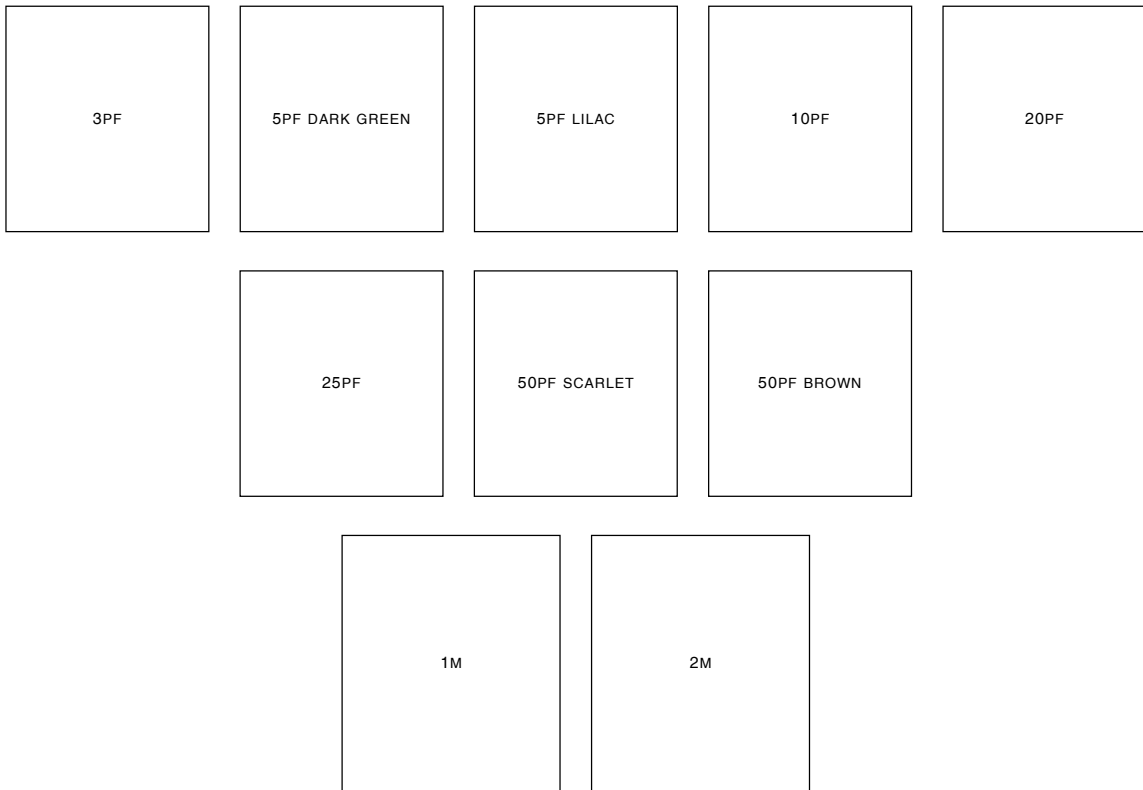 3PF
5PF DARK GREEN
5PF LILAC
10PF
20PF
25PF
50PF SCARLET
50PF BROWN
1M
2M